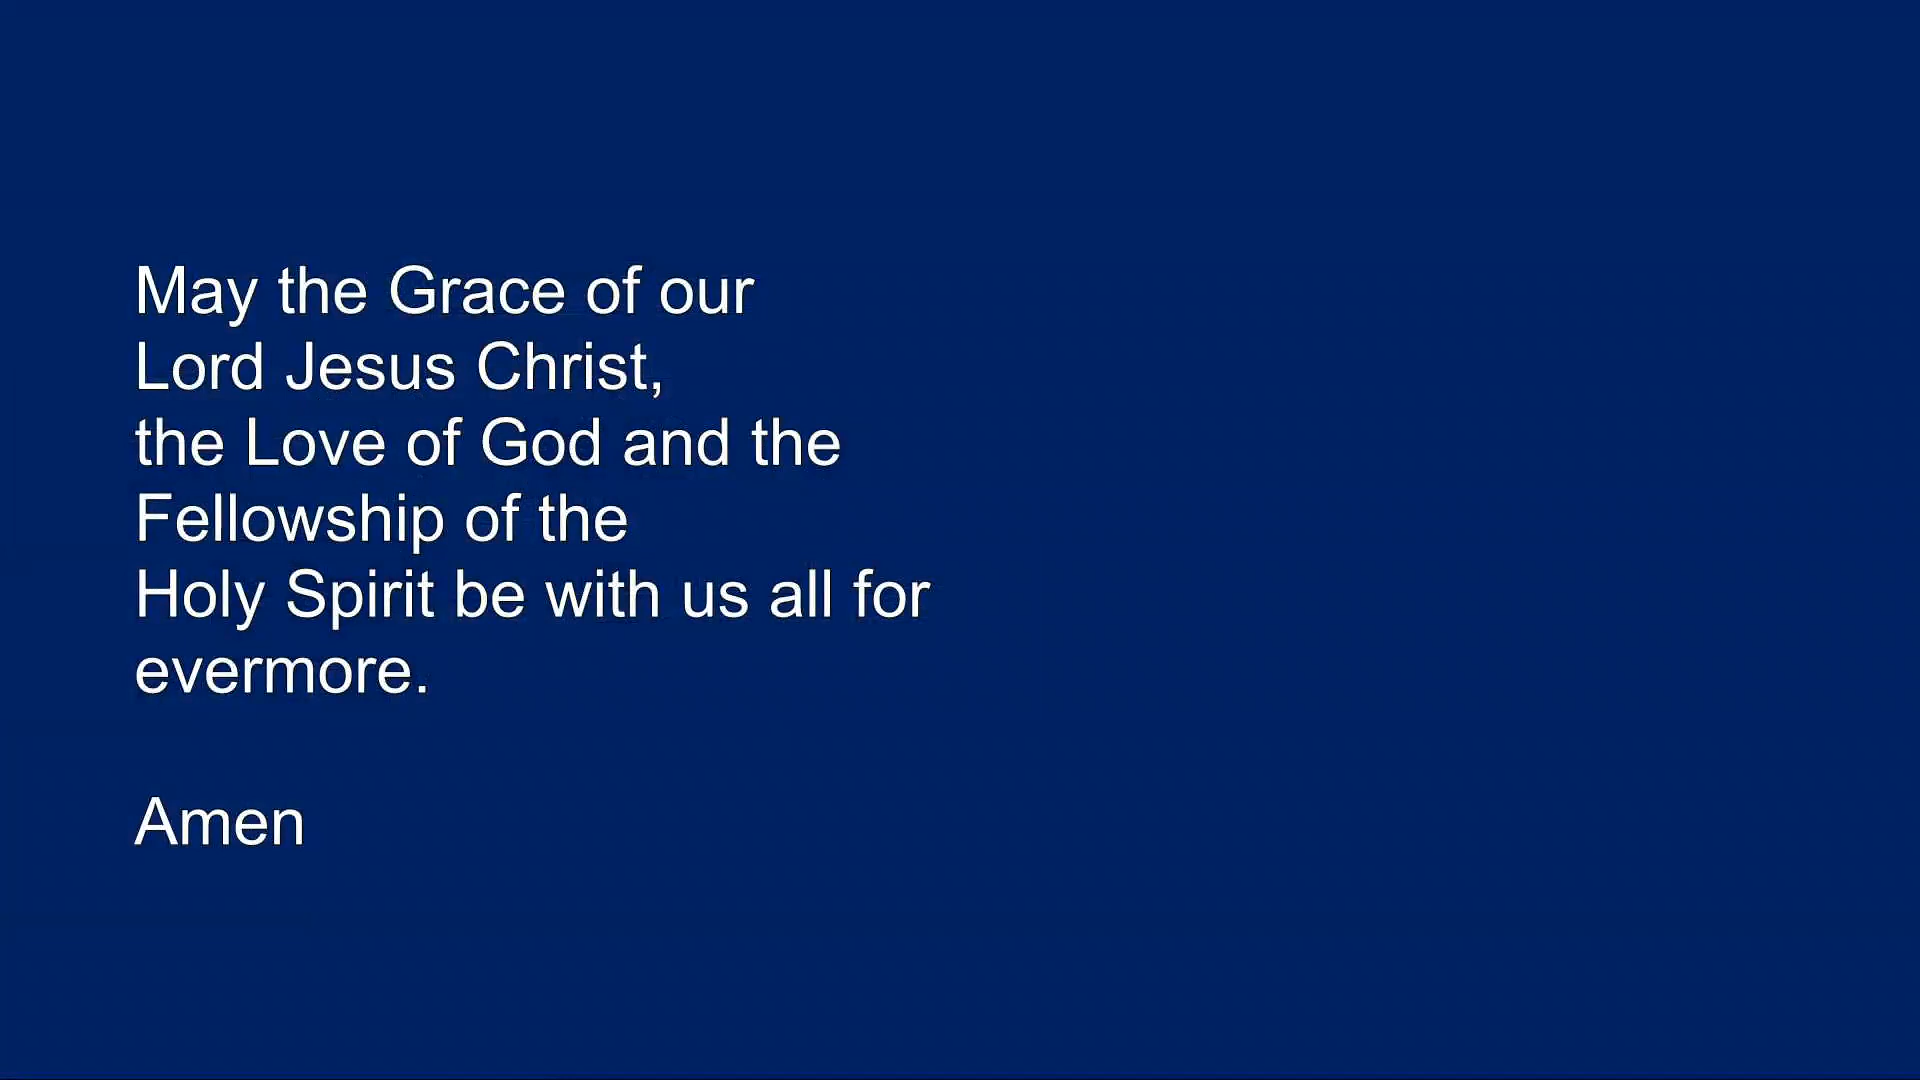 May the Grace of our
Lord Jesus Christ,
the Love of God and the
Fellowship of the
Holy Spirit be with us all for
evermore.
Amen